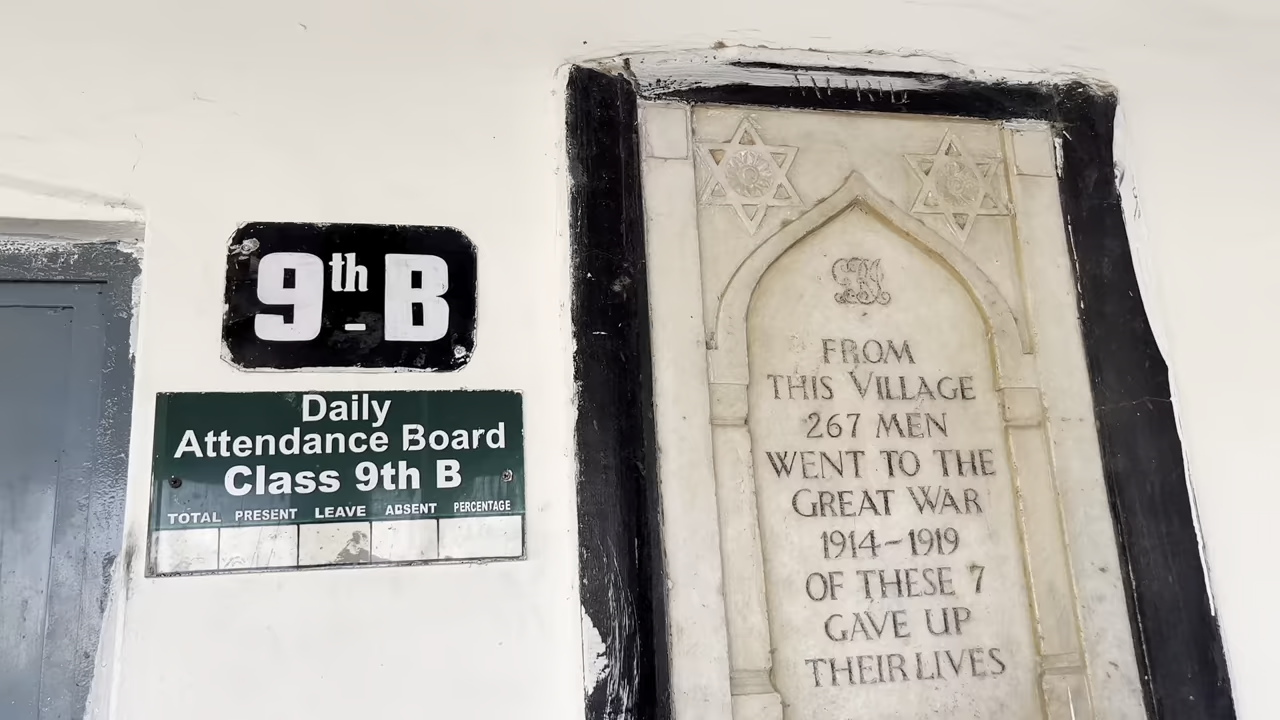 9th - B
Daily
Attendance Board
Class 9th B
TOTAL PRESENT LEAVE ABSENT PERCENTAGE
FROM
THIS VILLAGE
267 MEN
WENT TO THE
GREAT WAR
1914–1919
OF THESE 7
GAVE UP
THEIR LIVES